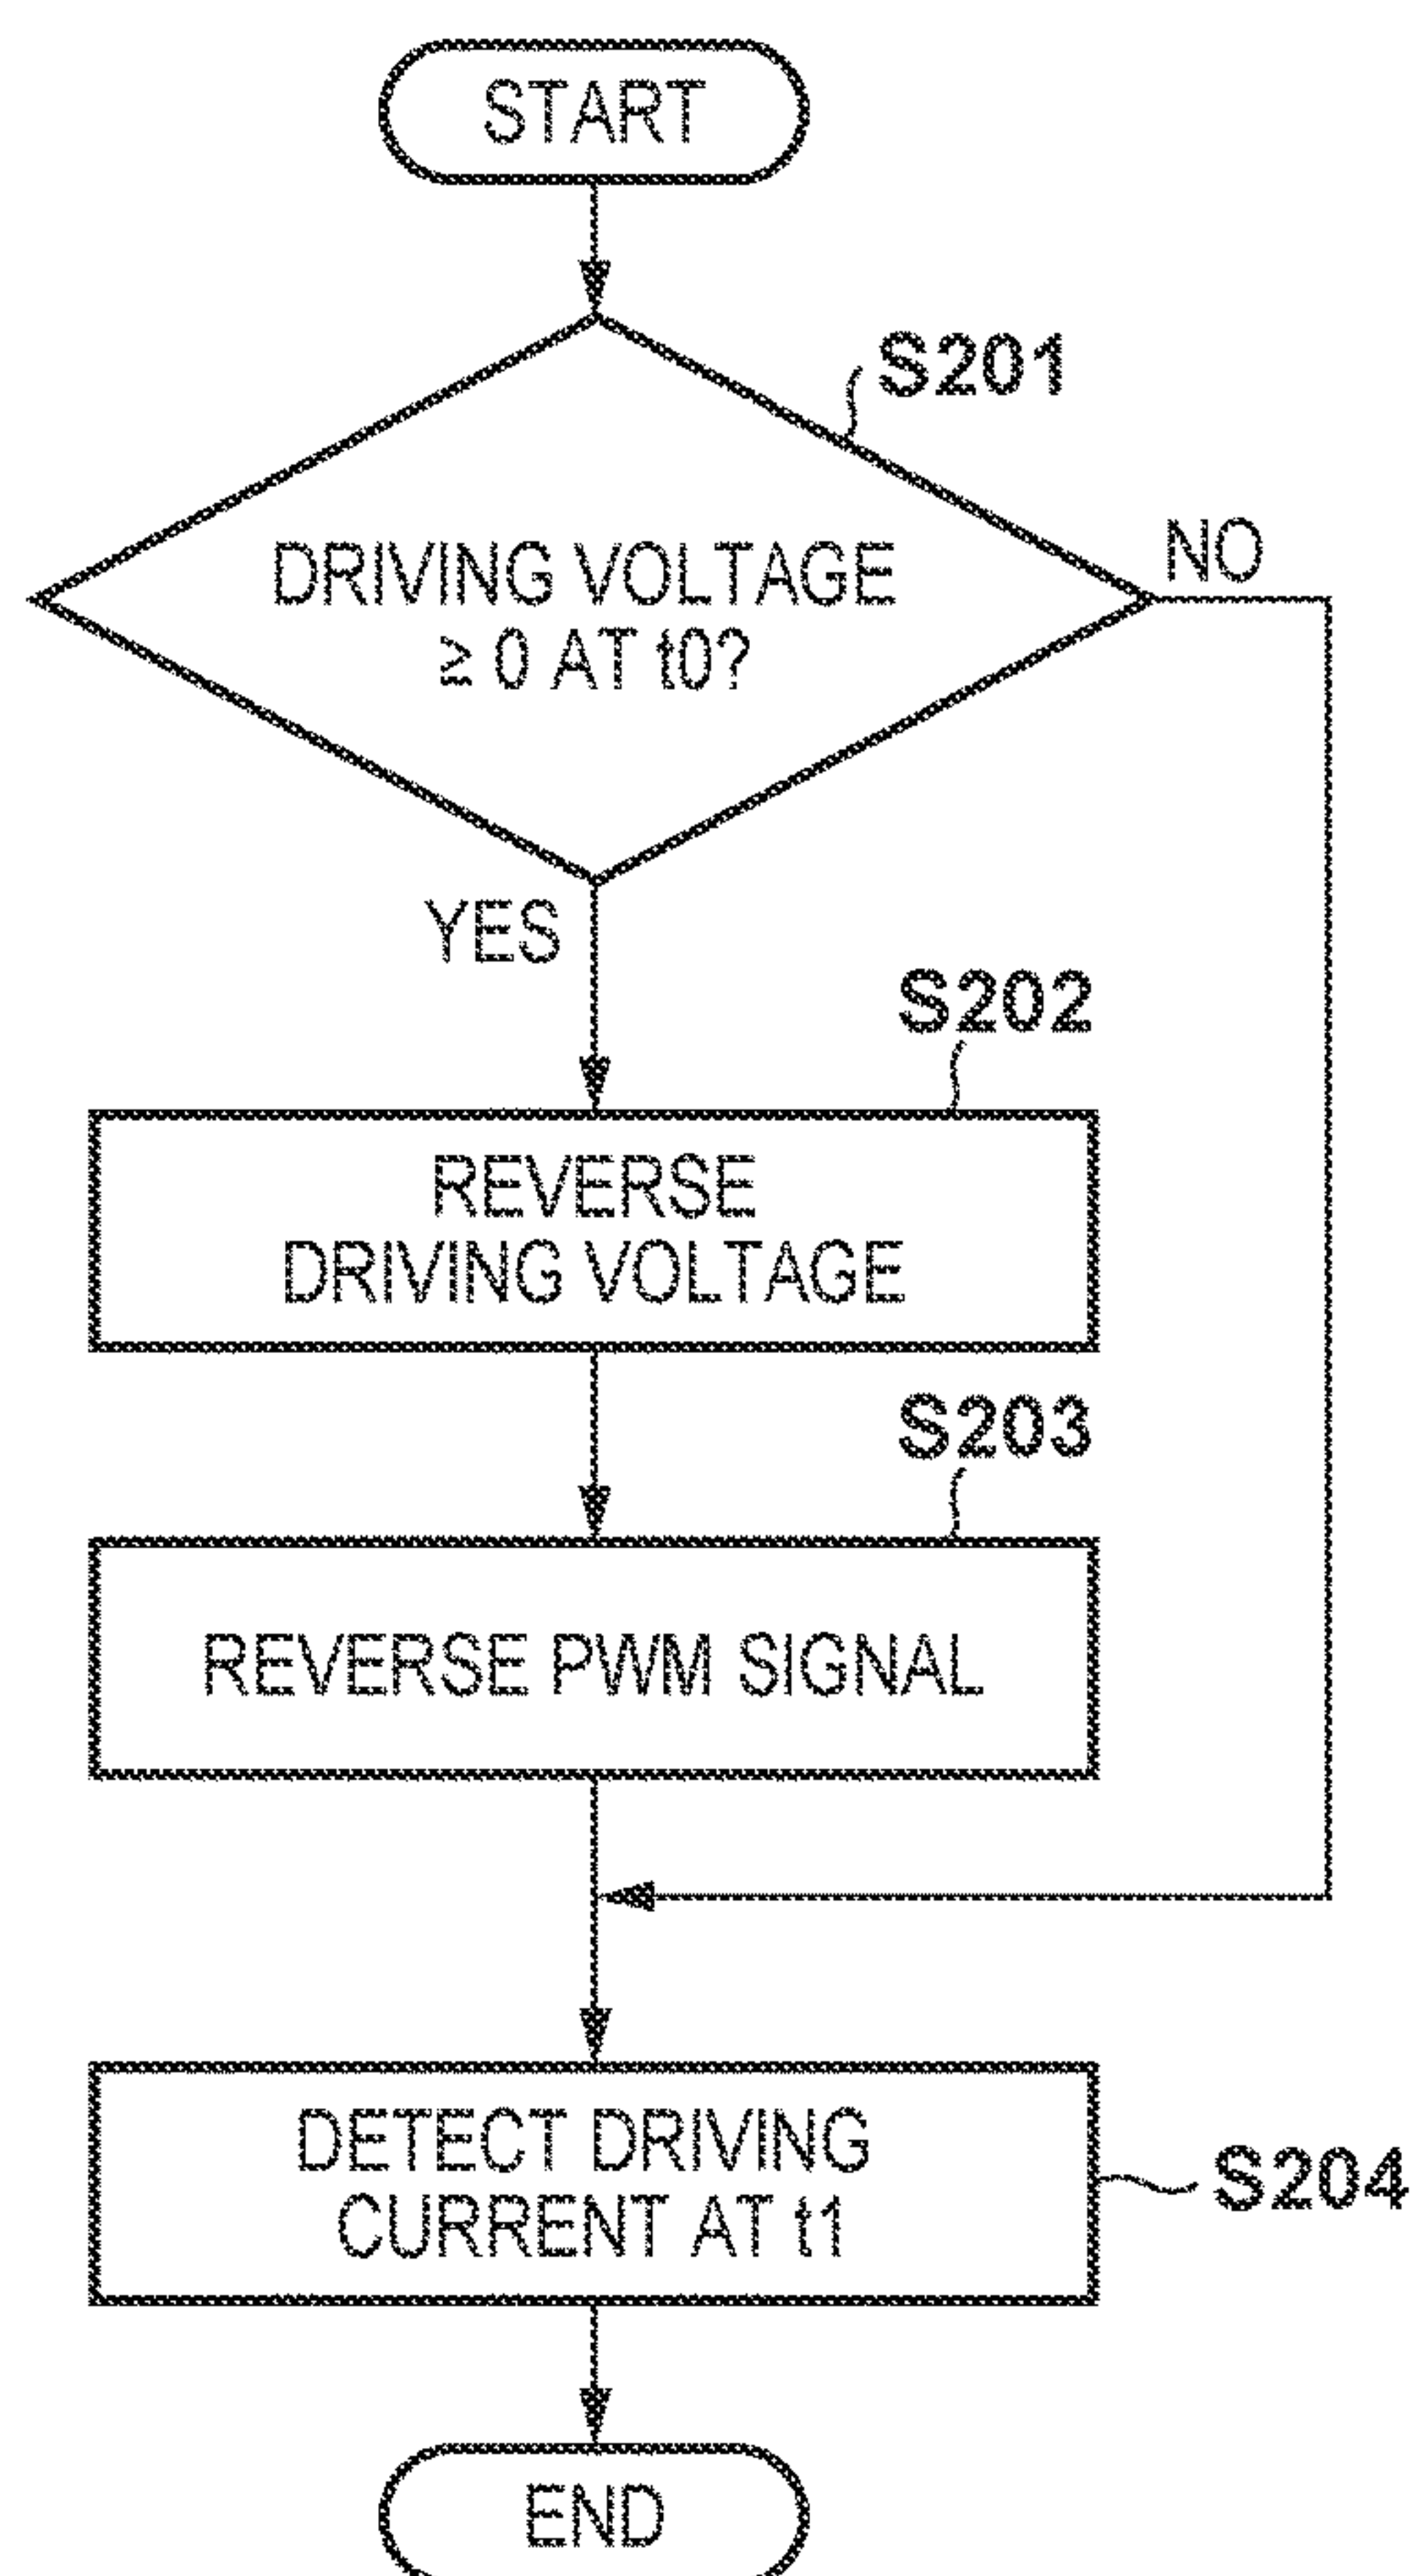 START
S201
DRIVING VOLTAGE
≧ 0 AT t0?
NO
YES
S202
REVERSE
DRIVING VOLTAGE
S203
REVERSE PWM SIGNAL
DETECT DRIVING
CURRENT AT t1
S204
END